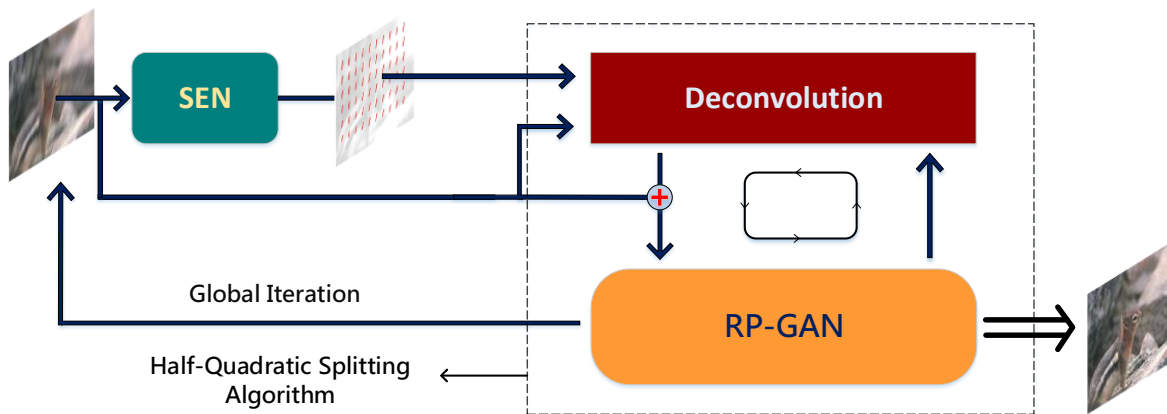 SEN
Deconvolution
+
Global Iteration
RP-GAN
Half-Quadratic Splitting
Algorithm